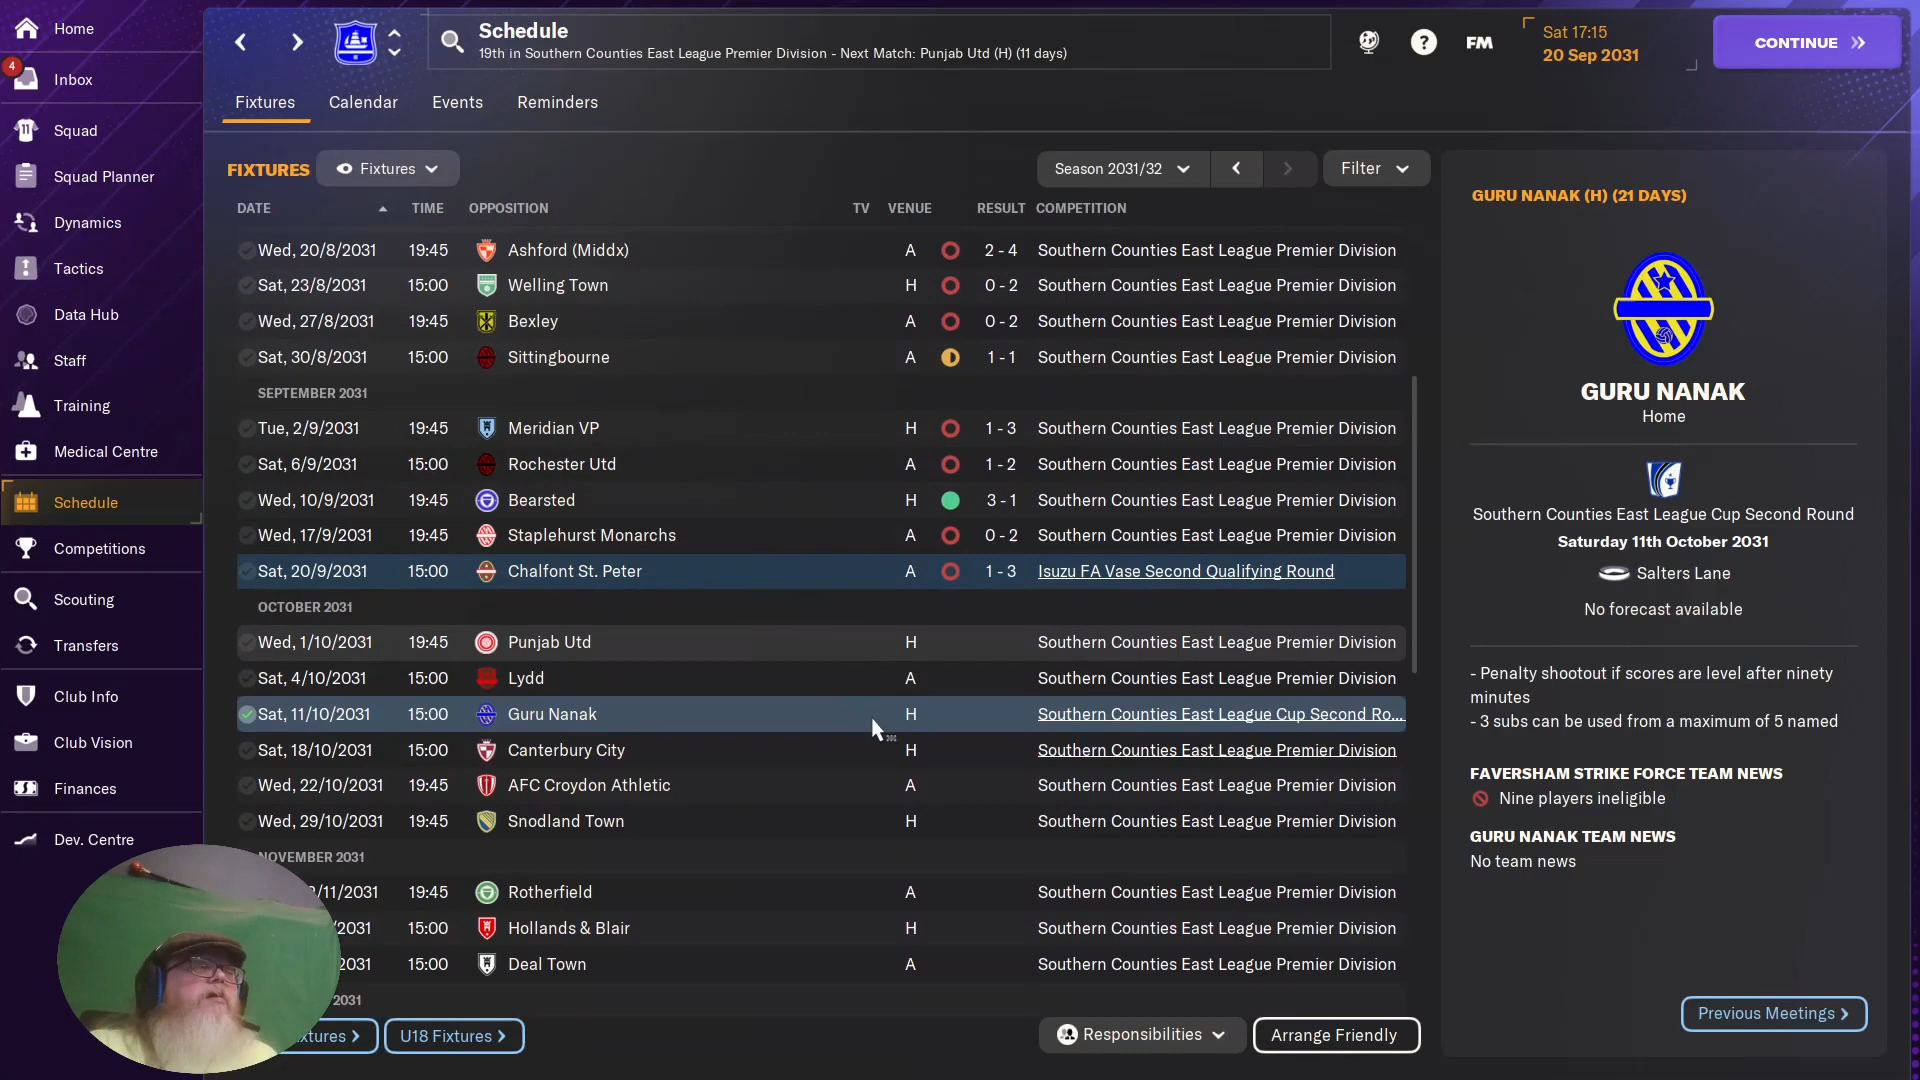 Home
4
Inbox
Squad
Squad Planner
Dynamics
Tactics
Data Hub
Staff
Training
Medical Centre
Schedule
Competitions
Scouting
Transfers
Club Info
Club Vision
Finances
Dev. Centre
Schedule
19th in Southern Counties East League Premier Division - Next Match: Punjab Utd (H) (11 days)
?
FM
Sat 17:15
20 Sep 2031
CONTINUE
Fixtures Calendar Events Reminders
FIXTURES Fixtures Season 2031/32 Filter
DATE TIME OPPOSITION TV VENUE RESULT COMPETITION
Wed, 20/8/2031 19:45 Ashford (Middx) A 2 - 4 Southern Counties East League Premier Division
Sat, 23/8/2031 15:00 Welling Town H 0 - 2 Southern Counties East League Premier Division
Wed, 27/8/2031 19:45 Bexley A 0 - 2 Southern Counties East League Premier Division
Sat, 30/8/2031 15:00 Sittingbourne A 1 - 1 Southern Counties East League Premier Division
SEPTEMBER 2031
Tue, 2/9/2031 19:45 Meridian VP H 1 - 3 Southern Counties East League Premier Division
Sat, 6/9/2031 15:00 Rochester Utd A 1 - 2 Southern Counties East League Premier Division
Wed, 10/9/2031 19:45 Bearsted H 3 - 1 Southern Counties East League Premier Division
Wed, 17/9/2031 19:45 Staplehurst Monarchs A 0 - 2 Southern Counties East League Premier Division
Sat, 20/9/2031 15:00 Chalfont St. Peter A 1 - 3 Isuzu FA Vase Second Qualifying Round
OCTOBER 2031
Wed, 1/10/2031 19:45 Punjab Utd H Southern Counties East League Premier Division
Sat, 4/10/2031 15:00 Lydd A Southern Counties East League Premier Division
Sat, 11/10/2031 15:00 Guru Nanak H Southern Counties East League Cup Second Ro...
Sat, 18/10/2031 15:00 Canterbury City H Southern Counties East League Premier Division
Wed, 22/10/2031 19:45 AFC Croydon Athletic A Southern Counties East League Premier Division
Wed, 29/10/2031 19:45 Snodland Town H Southern Counties East League Premier Division
NOVEMBER 2031
/11/2031 19:45 Rotherfield A Southern Counties East League Premier Division
/2031 15:00 Hollands & Blair H Southern Counties East League Premier Division
2031 15:00 Deal Town A Southern Counties East League Premier Division
2031
xtures U18 Fixtures Responsibilities Arrange Friendly
GURU NANAK (H) (21 DAYS)
GURU NANAK
Home
Southern Counties East League Cup Second Round
Saturday 11th October 2031
Salters Lane
No forecast available
- Penalty shootout if scores are level after ninety
minutes
- 3 subs can be used from a maximum of 5 named
FAVERSHAM STRIKE FORCE TEAM NEWS
Nine players ineligible
GURU NANAK TEAM NEWS
No team news
Previous Meetings